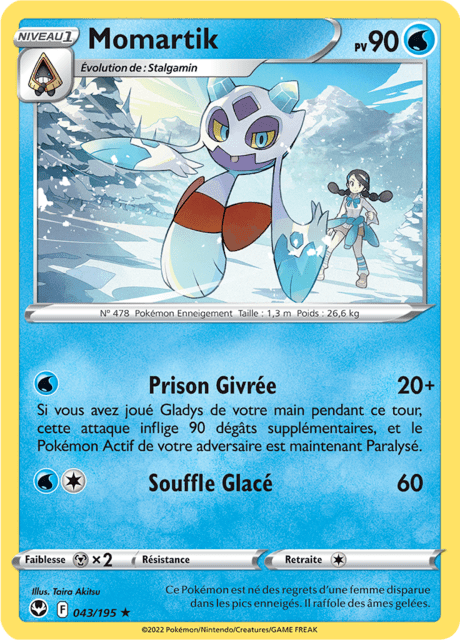 NIVEAU 1
Momartik
PV 90
Évolution de : Stalgamin
N° 478 Pokémon Enneigement Taille : 1,3 m Poids : 26,6 kg
Prison Givrée 20+
Si vous avez joué Gladys de votre main pendant ce tour,
cette attaque inflige 90 dégâts supplémentaires, et le
Pokémon Actif de votre adversaire est maintenant Paralysé.
Souffle Glacé 60
Faiblesse ×2 Résistance Retraite
Illus. Taira Akitsu
F 043/195 ★
Ce Pokémon est né des regrets d'une femme disparue
dans les pics enneigés. Il raffole des âmes gelées.
©2022 Pokémon/Nintendo/Creatures/GAME FREAK